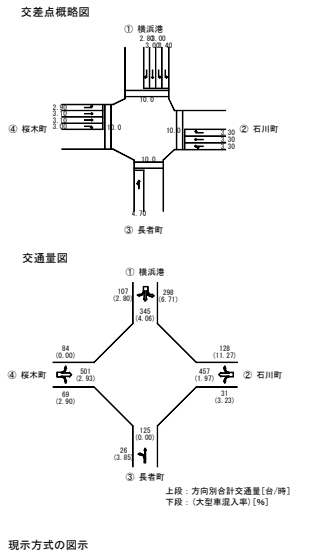 交差点概略図
① 横浜港
2.80 3.00
3.00 3.40
10.0
2.90
3.10
3.10
3.00
④ 桜木町
10.0
10.0
3.30
3.30
3.30
② 石川町
10.0
4.70
③ 長者町
交通量図
① 横浜港
107
(2.80)
298
(6.71)
345
(4.06)
84
(0.00)
128
(11.27)
④ 桜木町
501
(2.93)
457
(1.97)
② 石川町
69
(2.90)
31
(3.23)
125
(0.00)
26
(3.85)
③ 長者町
上段：方向別合計交通量[台/時]
下段：(大型車混入率)[%]
現示方式の図示